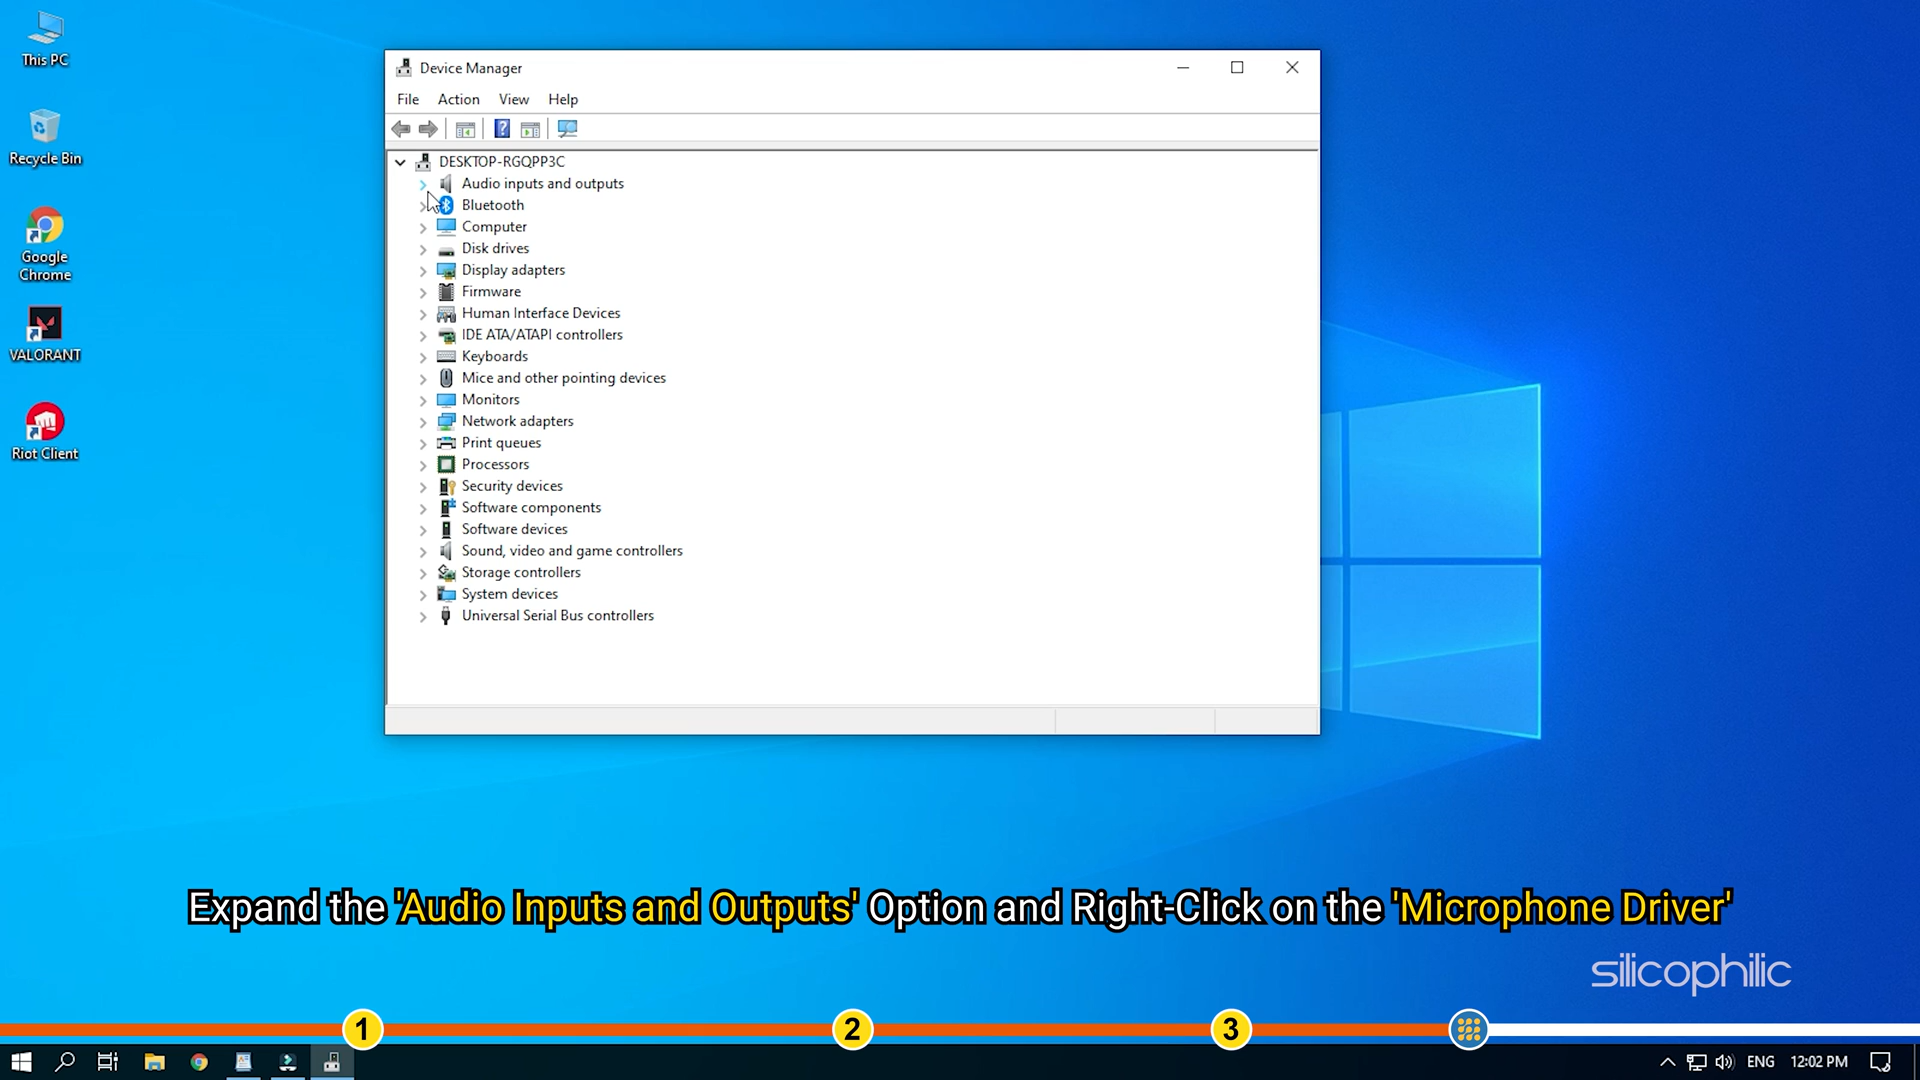 This PC
Recycle Bin
Google
Chrome
VALORANT
Riot Client
Device Manager
File Action View Help
DESKTOP-RGQPP3C
Audio inputs and outputs
Bluetooth
Computer
Disk drives
Display adapters
Firmware
Human Interface Devices
IDE ATA/ATAPI controllers
Keyboards
Mice and other pointing devices
Monitors
Network adapters
Print queues
Processors
Security devices
Software components
Software devices
Sound, video and game controllers
Storage controllers
System devices
Universal Serial Bus controllers
Expand the 'Audio Inputs and Outputs' Option and Right-Click on the 'Microphone Driver'
silicophilic
1 2 3
ENG 12:02 PM